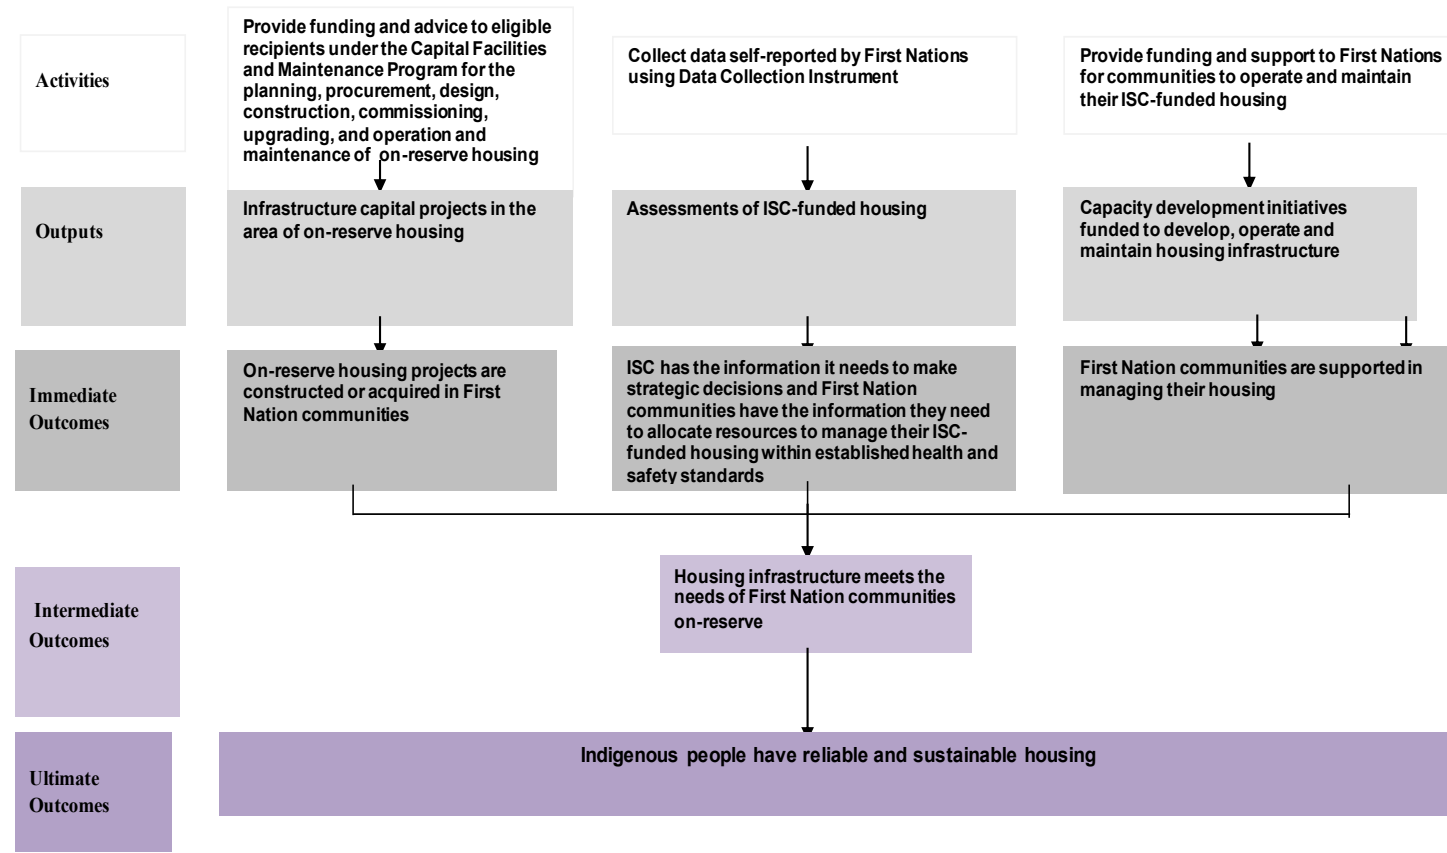 Activities
Provide funding and advice to eligible
recipients under the Capital Facilities
and Maintenance Program for the
planning, procurement, design,
construction, commissioning,
upgrading, and operation and
maintenance of on-reserve housing
Collect data self-reported by First Nations
using Data Collection Instrument
Provide funding and support to First Nations
for communities to operate and maintain
their ISC-funded housing
Outputs
Infrastructure capital projects in the
area of on-reserve housing
Assessments of ISC-funded housing
Capacity development initiatives
funded to develop, operate and
maintain housing infrastructure
Immediate
Outcomes
On-reserve housing projects are
constructed or acquired in First
Nation communities
ISC has the information it needs to make
strategic decisions and First Nation
communities have the information they need
to allocate resources to manage their ISC-
funded housing within established health and
safety standards
First Nation communities are supported in
managing their housing
Intermediate
Outcomes
Housing infrastructure meets the
needs of First Nation communities
on-reserve
Ultimate
Outcomes
Indigenous people have reliable and sustainable housing